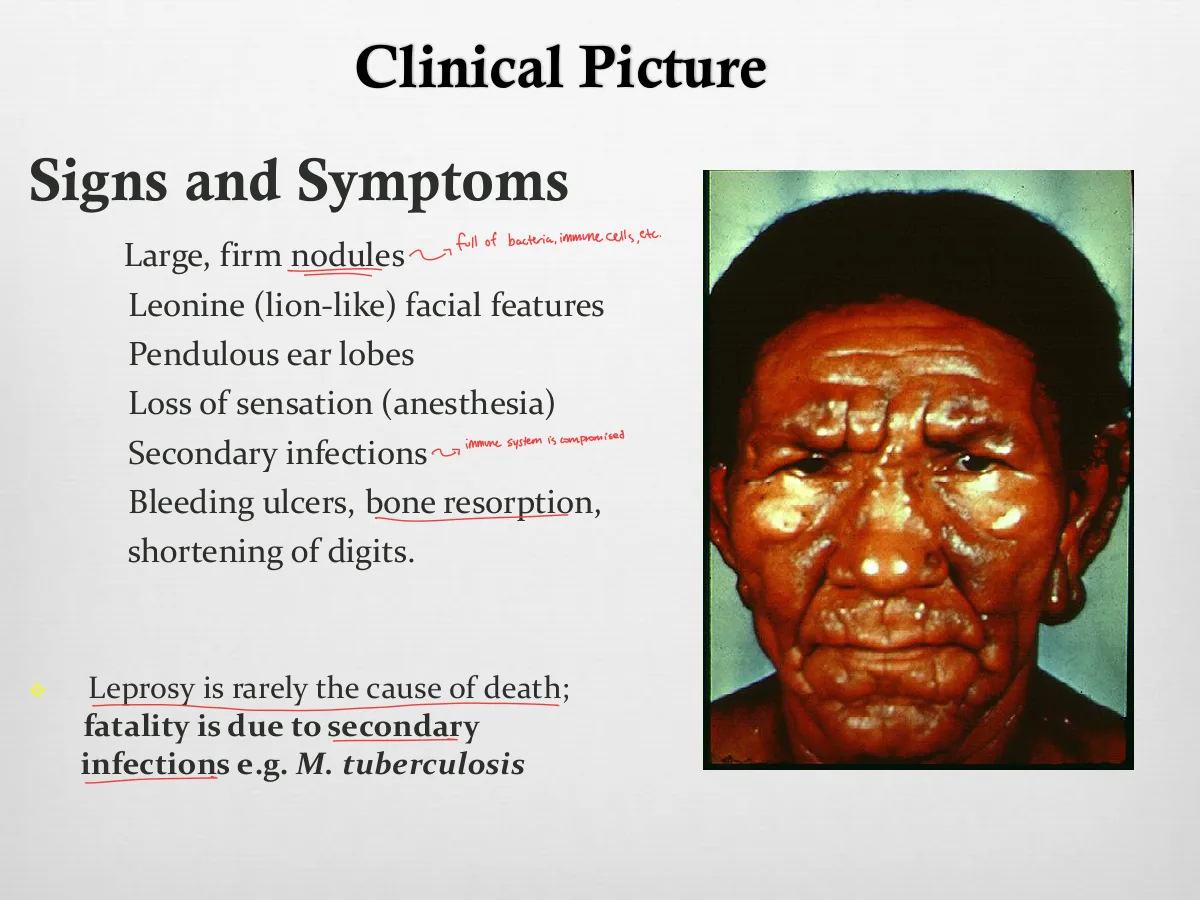 Clinical Picture
Signs and Symptoms
Large, firm nodules
full of bacteria, immune cells, etc.
Leonine (lion-like) facial features
Pendulous ear lobes
Loss of sensation (anesthesia)
Secondary infections
immune system is compromised
Bleeding ulcers, bone resorption,
shortening of digits.
Leprosy is rarely the cause of death;
fatality is due to secondary
infections e.g. M. tuberculosis